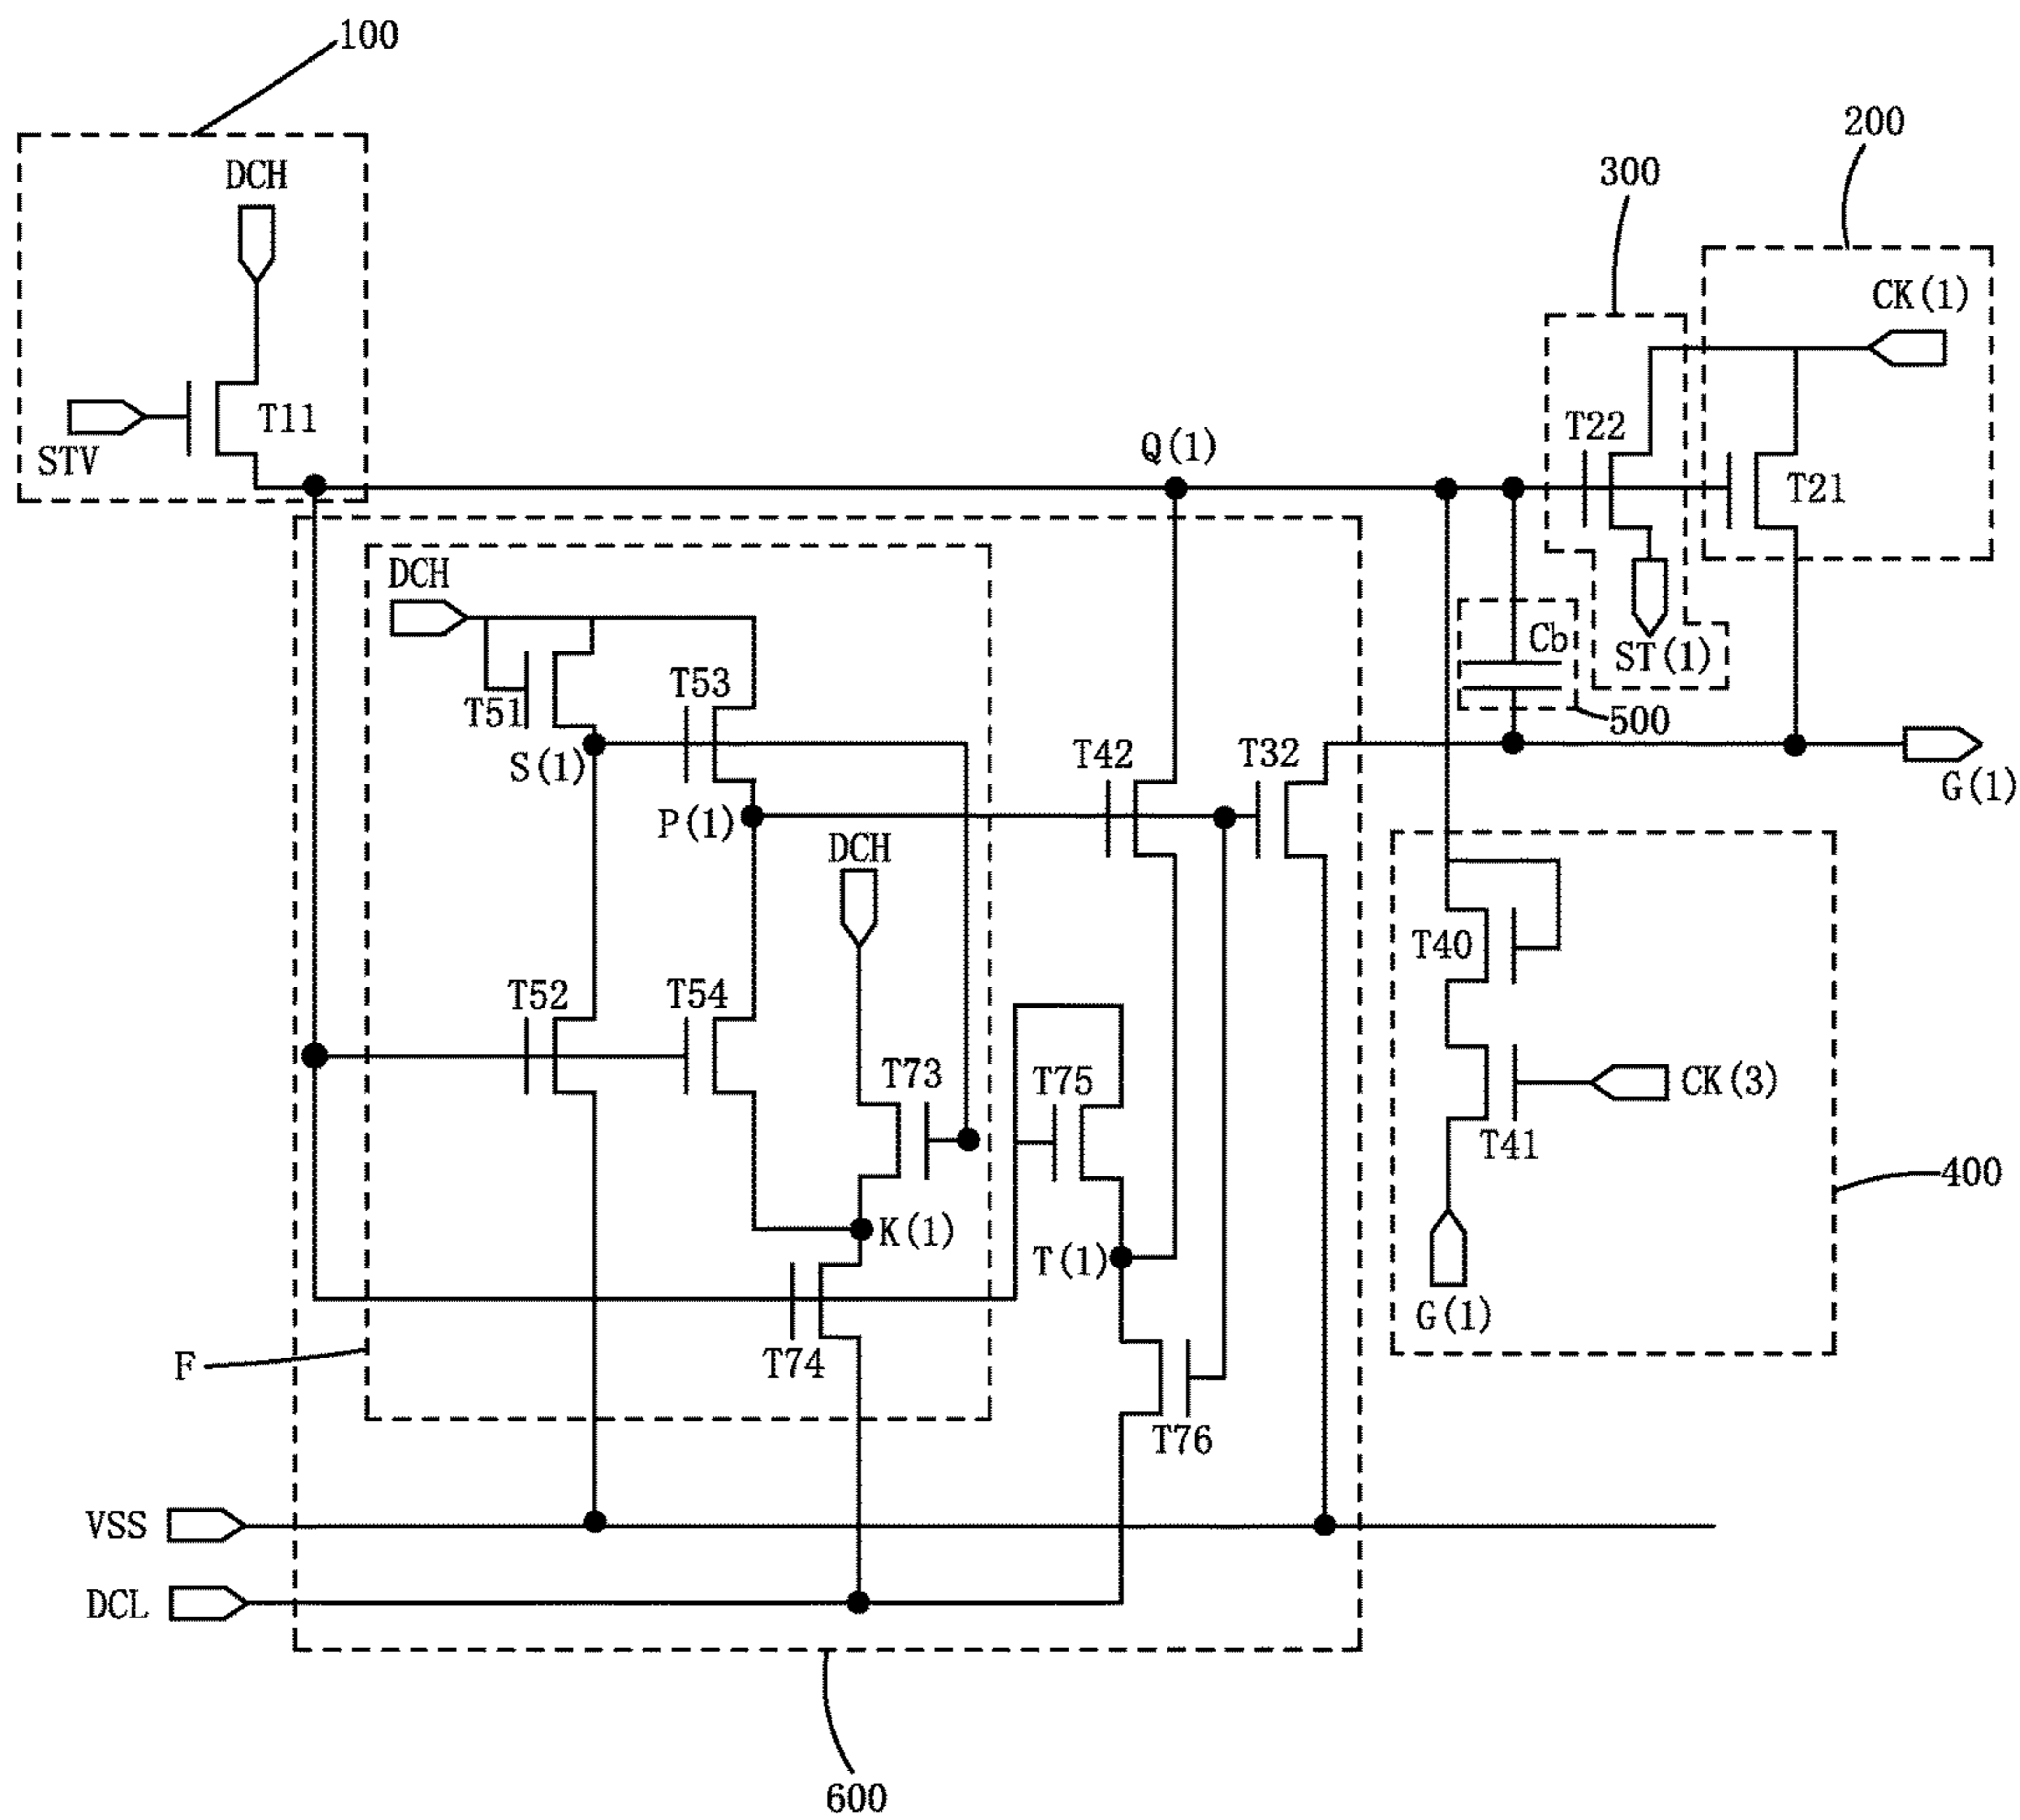 100
200
DCH
300
CK(1)
T11
T22
STV
Q(1)
T21
DCH
Cb
ST(1)
T53
T51
500
S(1)
T42
T32
G(1)
P(1)
DCH
T40
T52
T54
T73
T75
CK(3)
T41
400
K(1)
T(1)
G(1)
F
T74
T76
VSS
DCL
600